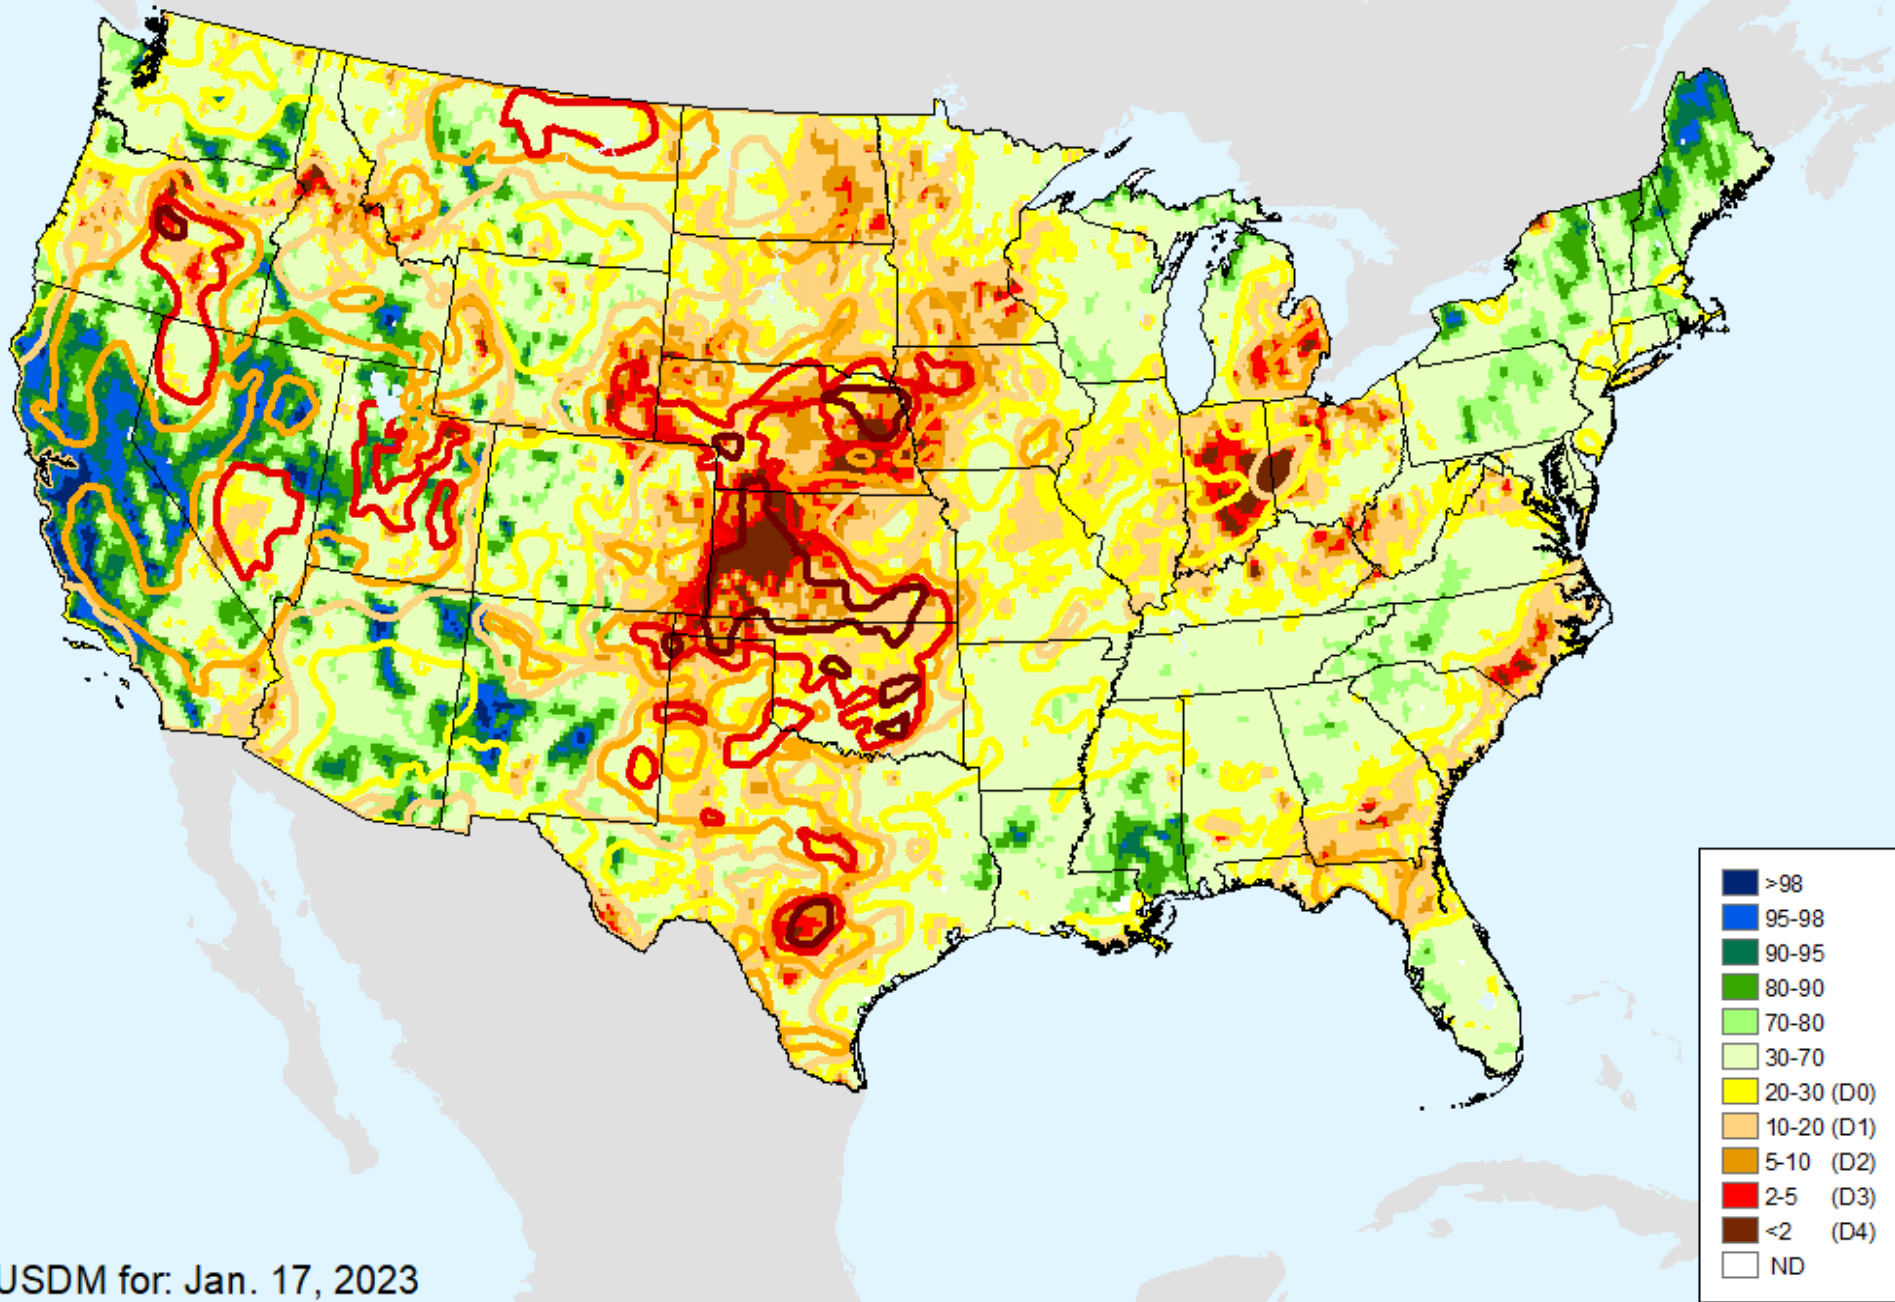 >98
95-98
90-95
80-90
70-80
30-70
20-30 (D0)
10-20 (D1)
5-10 (D2)
2-5 (D3)
<2 (D4)
ND
USDM for: Jan. 17, 2023